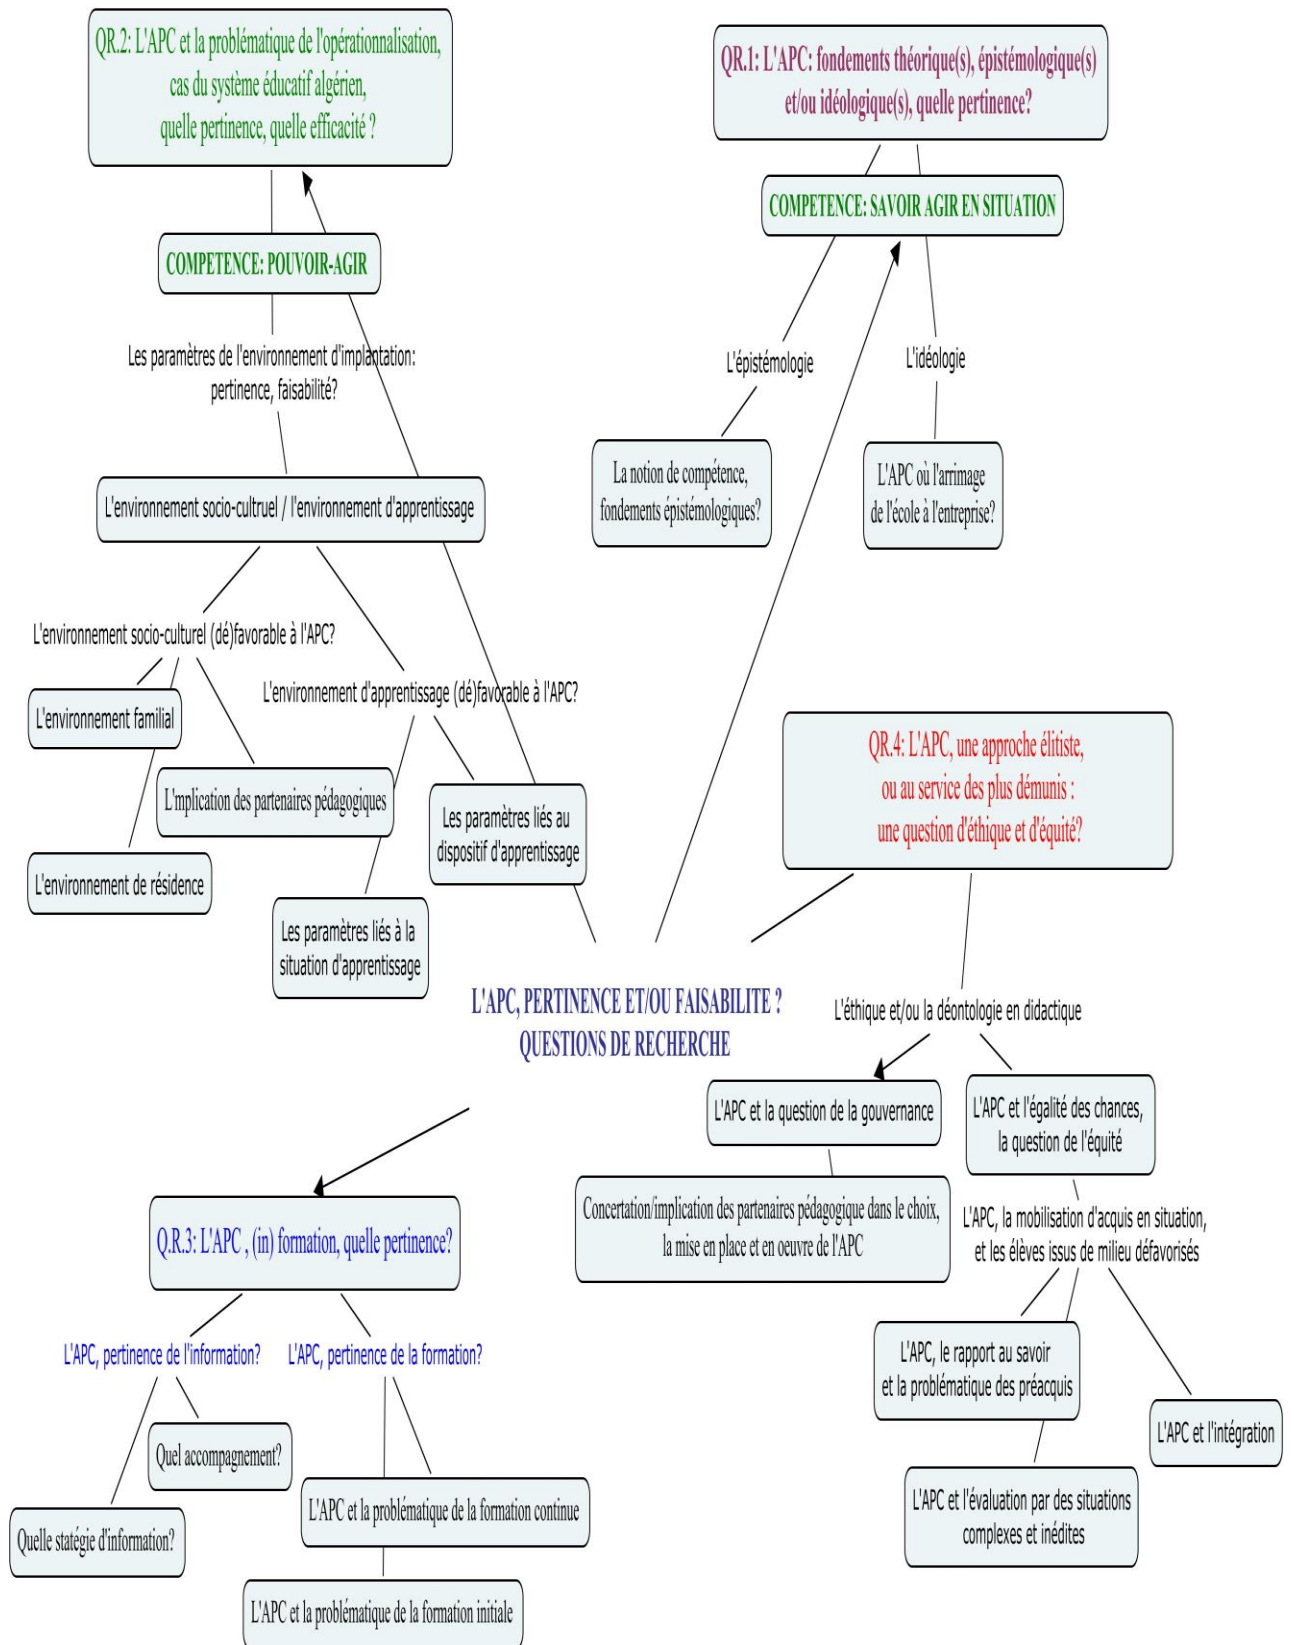 QR.2: L'APC et la problématique de l'opérationnalisation,
cas du système éducatif algérien,
quelle pertinence, quelle efficacité ?
QR.1: L'APC: fondements théorique(s), épistémologique(s)
et/ou idéologique(s), quelle pertinence?
COMPETENCE: SAVOIR AGIR EN SITUATION
COMPETENCE: POUVOIR-AGIR
Les paramètres de l'environnement d'implantation:
pertinence, faisabilité?
L'épistémologie
L'idéologie
La notion de compétence,
fondements épistémologiques?
L'APC où l'arrimage
de l'école à l'entreprise?
L'environnement socio-cultruel / l'environnement d'apprentissage
L'environnement socio-culturel (dé)favorable à l'APC?
L'environnement d'apprentissage (dé)favorable à l'APC?
L'environnement familial
L'mplication des partenaires pédagogiques
Les paramètres liés au
dispositif d'apprentissage
L'environnement de résidence
Les paramètres liés à la
situation d'apprentissage
QR.4: L'APC, une approche élitiste,
ou au service des plus démunis :
une question d'éthique et d'équité?
L'APC, PERTINENCE ET/OU FAISABILITE ?
QUESTIONS DE RECHERCHE
L'éthique et/ou la déontologie en didactique
L'APC et la question de la gouvernance
L'APC et l'égalité des chances,
la question de l'équité
Concertation/implication des partenaires pédagogique dans le choix,
la mise en place et en oeuvre de l'APC
L'APC, la mobilisation d'acquis en situation,
et les élèves issus de milieu défavorisés
L'APC, le rapport au savoir
et la problématique des préacquis
L'APC et l'intégration
L'APC et l'évaluation par des situations
complexes et inédites
Q.R.3: L'APC , (in) formation, quelle pertinence?
L'APC, pertinence de l'information?
L'APC, pertinence de la formation?
Quel accompagnement?
Quelle statégie d'information?
L'APC et la problématique de la formation continue
L'APC et la problématique de la formation initiale